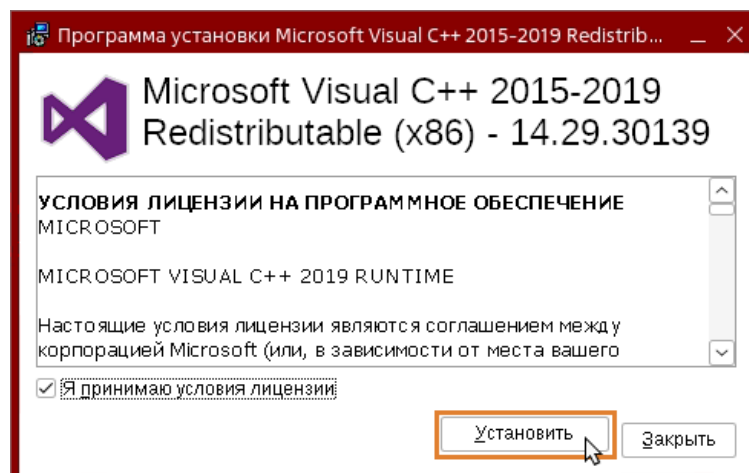 Программа установки Microsoft Visual C++ 2015-2019 Redistrib...
Microsoft Visual C++ 2015-2019
Redistributable (x86) - 14.29.30139
УСЛОВИЯ ЛИЦЕНЗИИ НА ПРОГРАММНОЕ ОБЕСПЕЧЕНИЕ
MICROSOFT
MICROSOFT VISUAL C++ 2019 RUNTIME
Настоящие условия лицензии являются соглашением между
корпорацией Microsoft (или, в зависимости от места вашего
Я принимаю условия лицензии
Установить
Закрыть